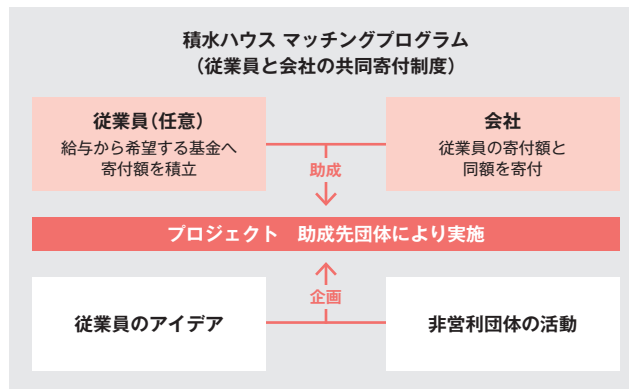 積水ハウス マッチングプログラム
（従業員と会社の共同寄付制度）
従業員（任意）
給与から希望する基金へ
寄付額を積立
会社
従業員の寄付額と
同額を寄付
助成
プロジェクト　助成先団体により実施
企画
従業員のアイデア
非営利団体の活動